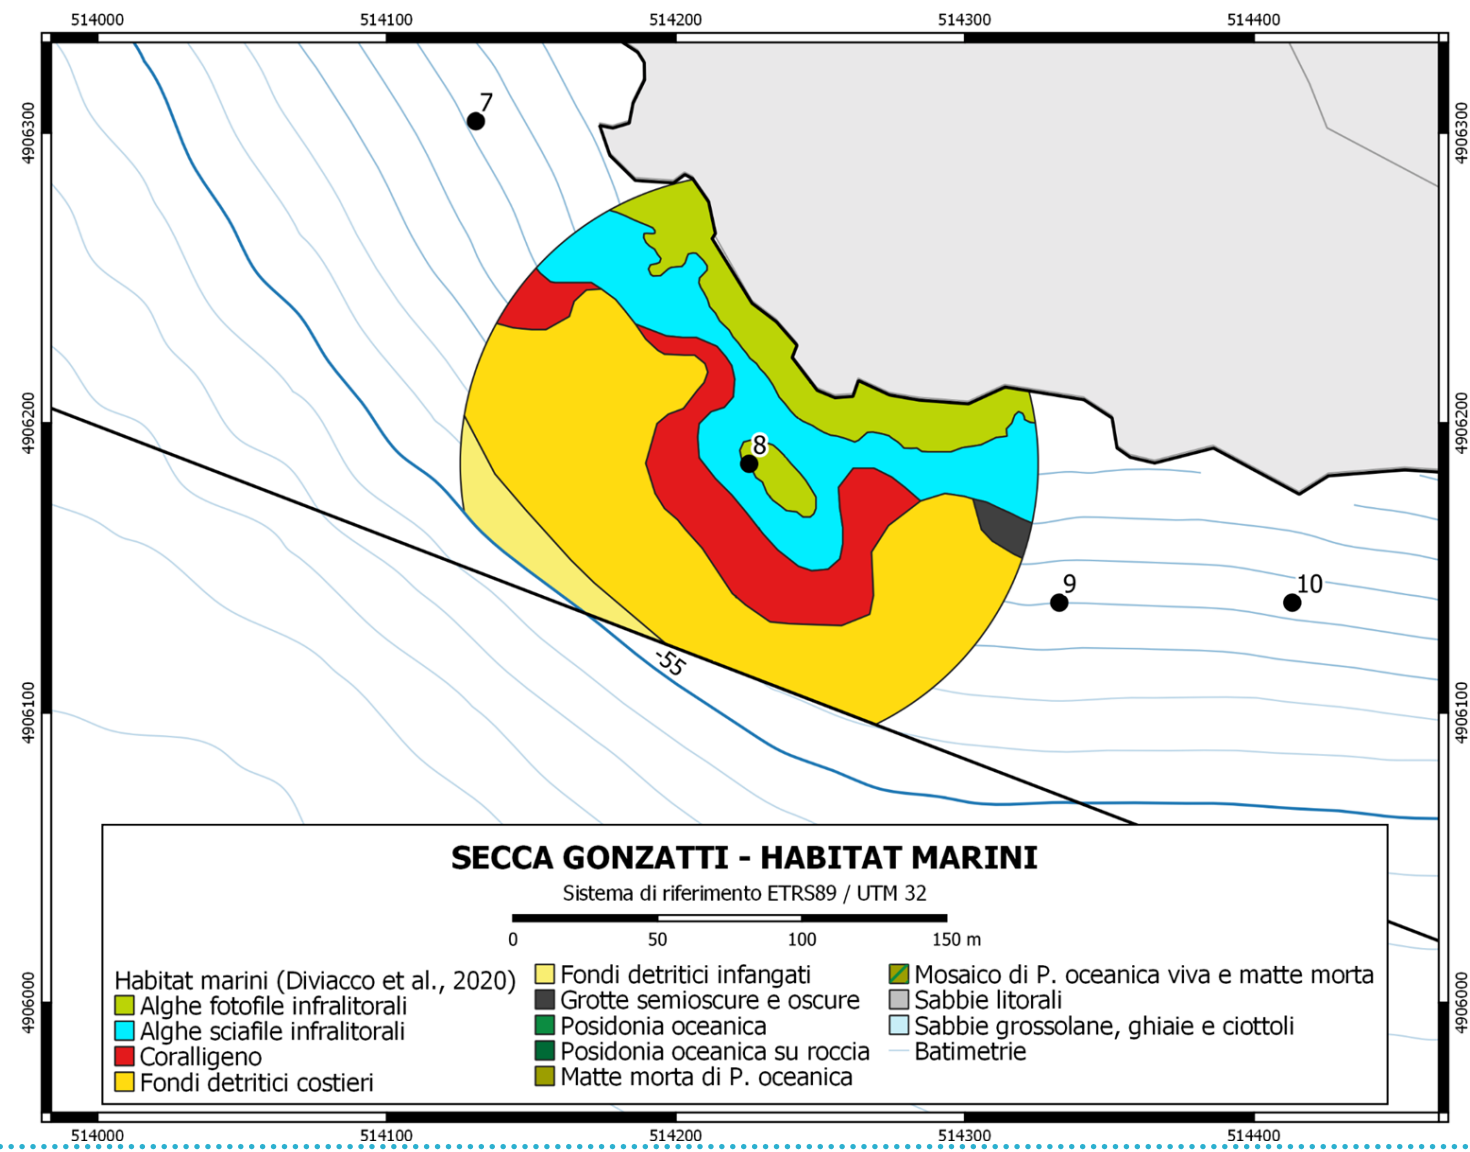 514000 514100 514200 514300 514400
4906300 4906300
7
4906200 4906200
8
9 10
-55
4906100 4906100
SECCA GONZATTI - HABITAT MARINI
Sistema di riferimento ETRS89 / UTM 32
0 50 100 150 m
Habitat marini (Diviacco et al., 2020)
Alghe fotofile infralitorali
Alghe sciafile infralitorali
Coralligeno
Fondi detritici costieri
Fondi detritici infangati
Grotte semioscure e oscure
Posidonia oceanica
Posidonia oceanica su roccia
Matte morta di P. oceanica
Mosaico di P. oceanica viva e matte morta
Sabbie litorali
Sabbie grossolane, ghiaie e ciottoli
Batimetrie
4906000 4906000
514000 514100 514200 514300 514400